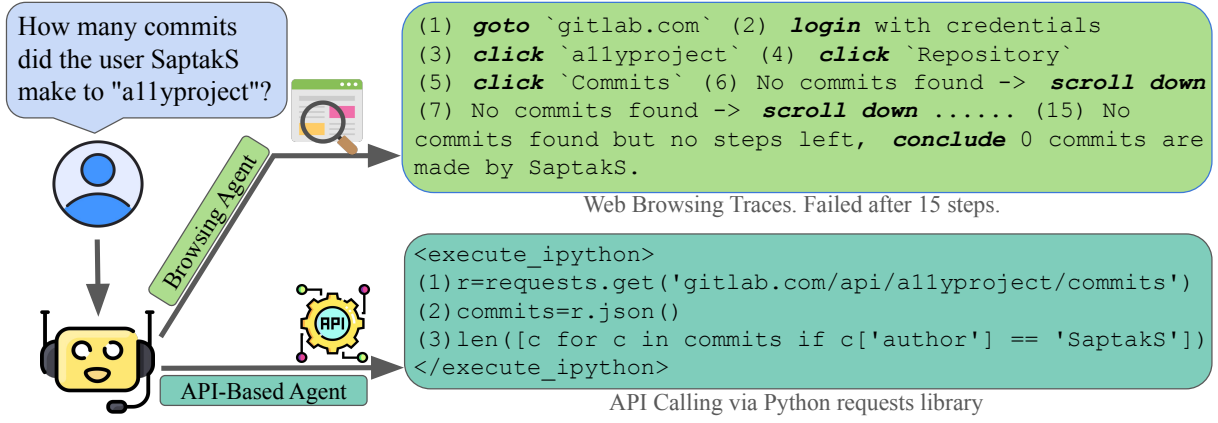 How many commits
did the user SaptakS
make to "a11yproject"?
(1) goto `gitlab.com` (2) login with credentials
(3) click `a11yproject` (4) click `Repository`
(5) click `Commits` (6) No commits found -> scroll down
(7) No commits found -> scroll down ...... (15) No
commits found but no steps left, conclude 0 commits are
made by SaptakS.
Web Browsing Traces. Failed after 15 steps.
Browsing Agent
<execute_ipython>
(1)r=requests.get('gitlab.com/api/a11yproject/commits')
(2)commits=r.json()
(3)len([c for c in commits if c['author'] == 'SaptakS'])
</execute_ipython>
API
API-Based Agent
API Calling via Python requests library